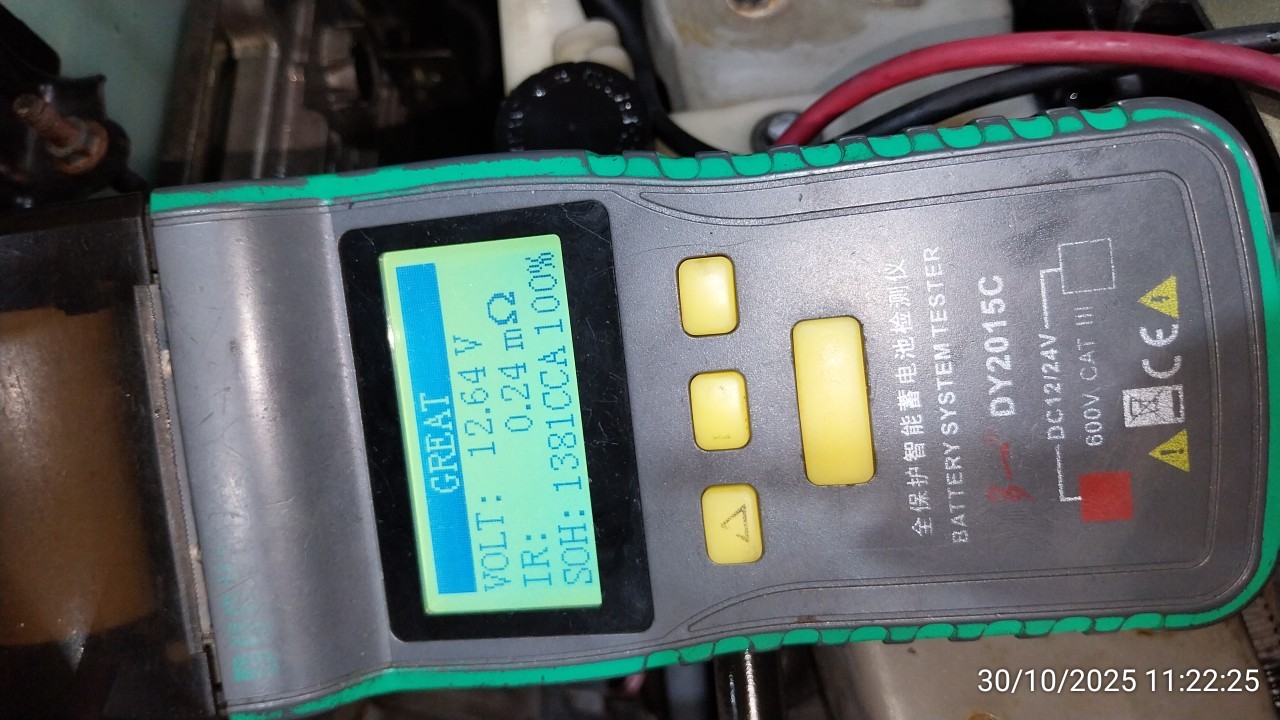 GREAT
VOLT: 12.64 V
IR: 0.24 mΩ
SOH: 1381CCA 100%
全保护智能蓄电池检测仪
BATTERY SYSTEM TESTER
DY2015C
DC12/24V
600V CAT III
CE
30/10/2025 11:22:25